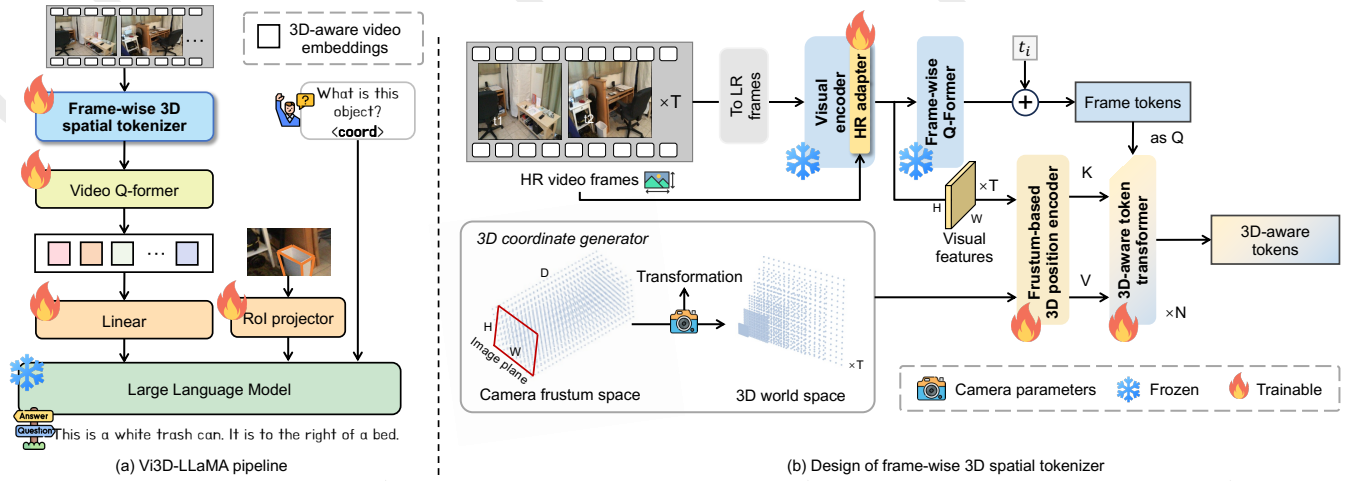 3D-aware video
embeddings
What is this
object?
<coord>
Frame-wise 3D
spatial tokenizer
Video Q-former
...
Linear
RoI projector
Large Language Model
Answer
Question
This is a white trash can. It is to the right of a bed.
(a) Vi3D-LLaMA pipeline
t1
t2
×T
HR video frames
To LR
frames
Visual
encoder
HR adapter
Frame-wise
Q-Former
tᵢ
+
Frame tokens
as Q
H
W
×T
Visual
features
Frustum-based
3D position encoder
K
V
3D-aware token
transformer
×N
3D-aware
tokens
3D coordinate generator
D
H
W
Image plane
Camera frustum space
Transformation
×T
3D world space
Camera parameters
Frozen
Trainable
(b) Design of frame-wise 3D spatial tokenizer